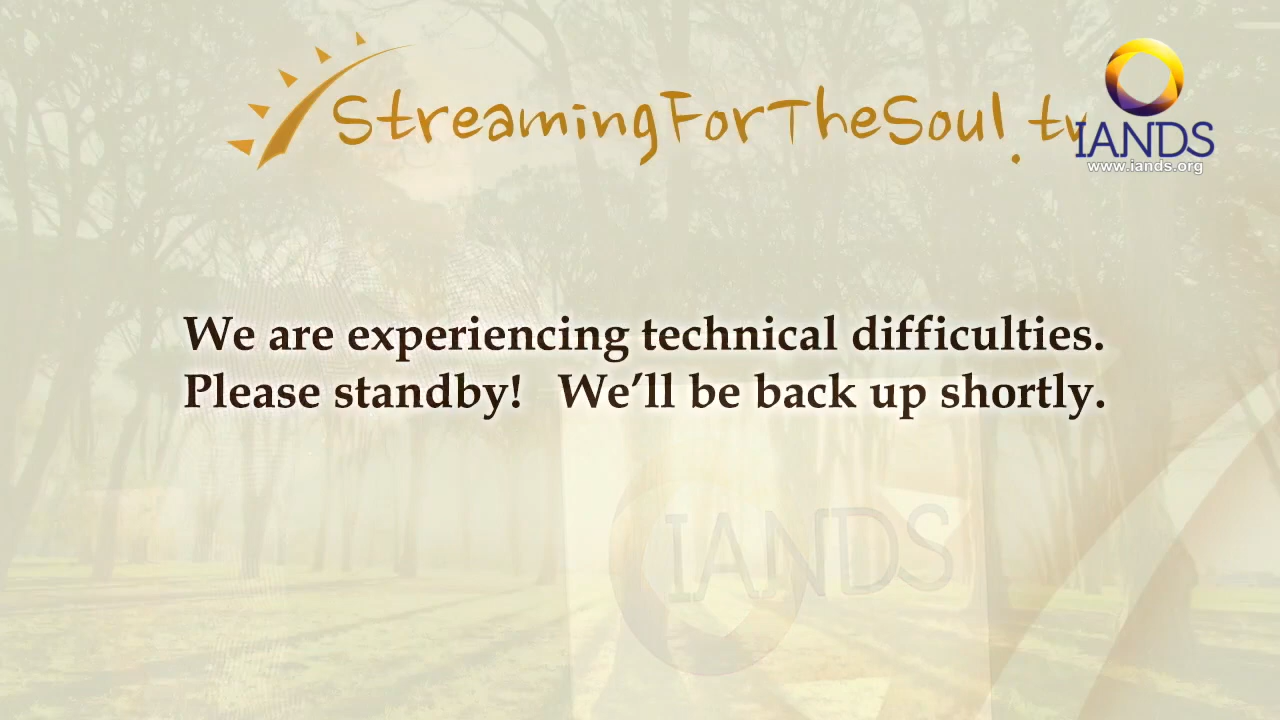 StreamingForTheSoul.tv
IANDS
www.iands.org
We are experiencing technical difficulties.
Please standby! We’ll be back up shortly.
IANDS